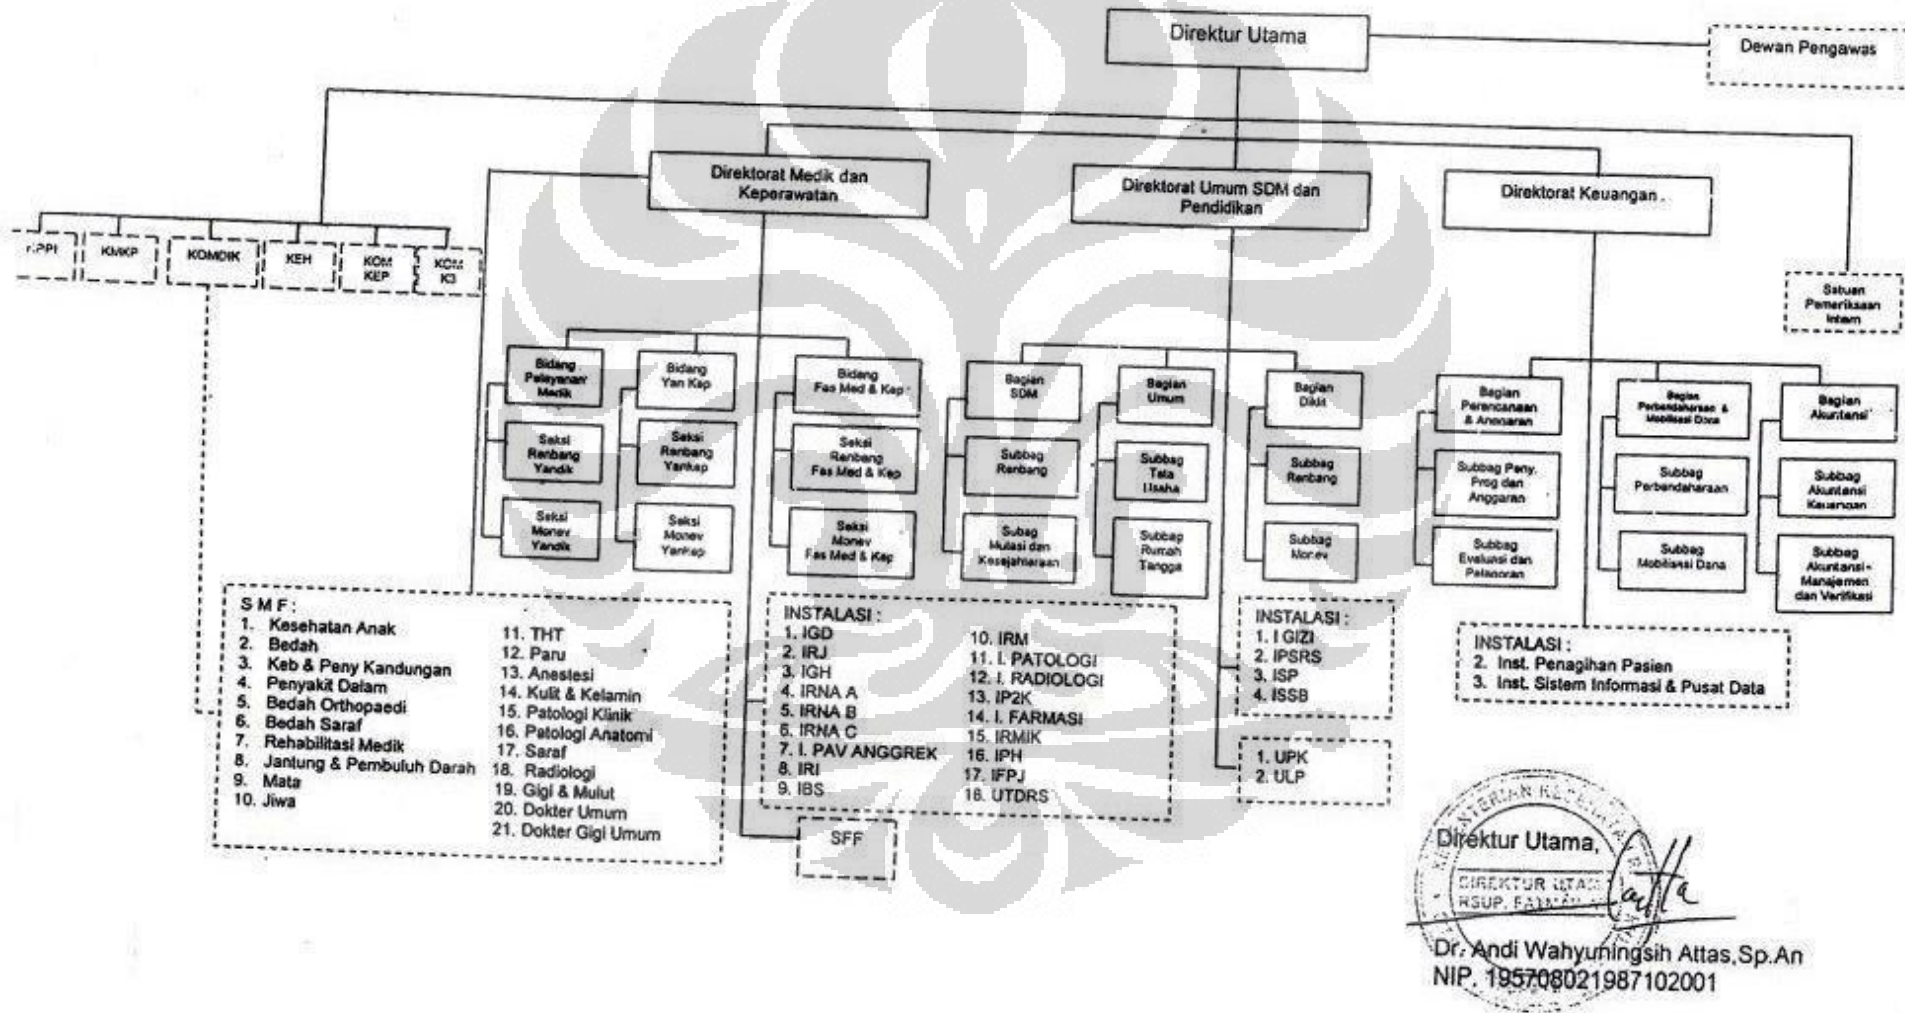 Direktur Utama
Dewan Pengawas
Direktorat Medik dan
Keperawatan
Direktorat Umum SDM dan
Pendidikan
Direktorat Keuangan
PPI
KMKP
KOMDIK
KEH
KOM
KEP
KOM
K3
Satuan
Pemeriksaan
Intern
Bidang
Pelayanan
Medik
Seksi
Renbang
Yandik
Seksi
Monev
Yandik
Bidang
Yan Kep
Seksi
Renbang
Yankep
Seksi
Monev
Yankep
Bidang
Fas Med & Kep
Seksi
Renbang
Fas Med & Kep
Seksi
Monev
Fas Med & Kep
Bagian
SDM
Subbag
Renbang
Subag
Mutasi dan
Kesejahteraan
Bagian
Umum
Subbag
Tata
Usaha
Subbag
Rumah
Tangga
Bagian
Diklit
Subbag
Renbang
Subbag
Monev
Bagian
Perencanaan
& Anggaran
Subbag Peny.
Prog dan
Anggaran
Subbag
Evaluasi dan
Pelaporan
Bagian
Perbendaharaan &
Mobilisasi Dana
Subbag
Perbendaharaan
Subbag
Mobilisasi Dana
Bagian
Akuntansi
Subbag
Akuntansi
Keuangan
Subbag
Akuntansi-
Manajemen
dan Verifikasi
S M F :
1. Kesehatan Anak
2. Bedah
3. Keb & Peny Kandungan
4. Penyakit Dalam
5. Bedah Orthopaedi
6. Bedah Saraf
7. Rehabilitasi Medik
8. Jantung & Pembuluh Darah
9. Mata
10. Jiwa
11. THT
12. Paru
13. Anestesi
14. Kulit & Kelamin
15. Patologi Klinik
16. Patologi Anatomi
17. Saraf
18. Radiologi
19. Gigi & Mulut
20. Dokter Umum
21. Dokter Gigi Umum
INSTALASI :
1. IGD
2. IRJ
3. IGH
4. IRNA A
5. IRNA B
6. IRNA C
7. I. PAV ANGGREK
8. IRI
9. IBS
10. IRM
11. I. PATOLOGI
12. I. RADIOLOGI
13. IP2K
14. I. FARMASI
15. IRMIK
16. IPH
17. IFPJ
18. UTDRS
SFF
INSTALASI :
1. I GIZI
2. IPSRS
3. ISP
4. ISSB
1. UPK
2. ULP
INSTALASI :
2. Inst. Penagihan Pasien
3. Inst. Sistem Informasi & Pusat Data
Direktur Utama,
DIREKTUR UTAMA
RSUP.
Dr. Andi Wahyuningsih Attas,Sp.An
NIP. 195708021987102001